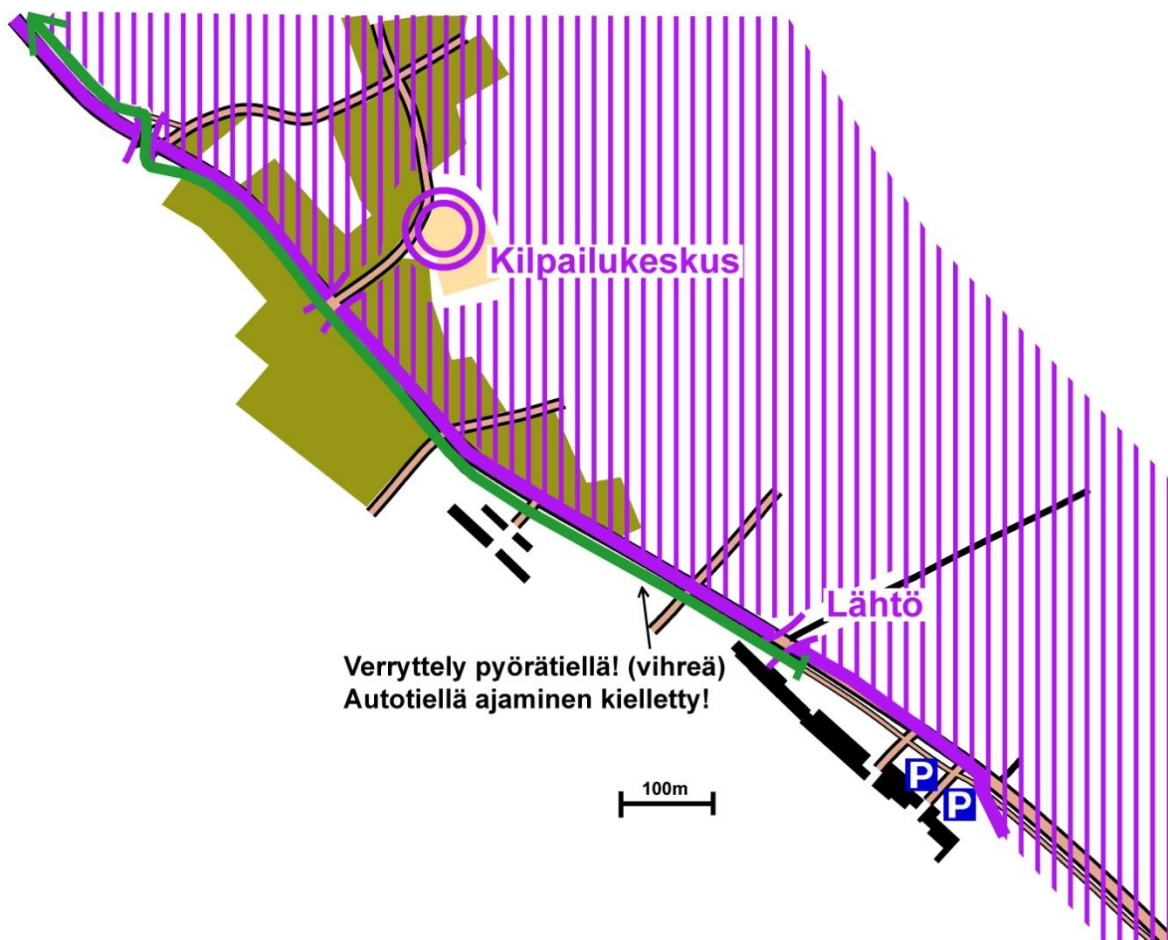 Kilpailukeskus
Lähtö
Verryttely pyörätiellä! (vihreä)
Autotiellä ajaminen kielletty!
100m
P
P